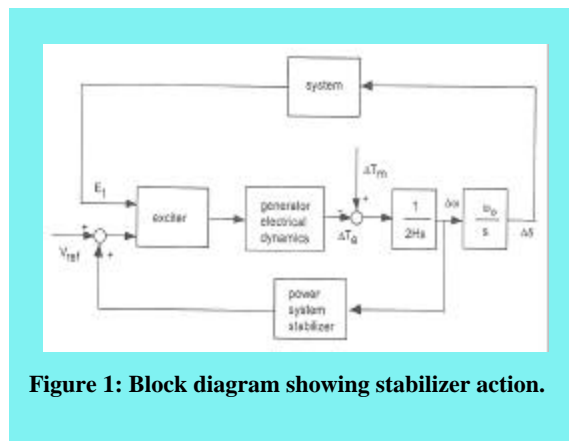 system
ΔTm
Et
exciter
generator
electrical
dynamics
ΔTe
1
2Hs
Δω
ωo
s
Δδ
Vref
+
+
-
+
power
system
stabilizer
Figure 1: Block diagram showing stabilizer action.